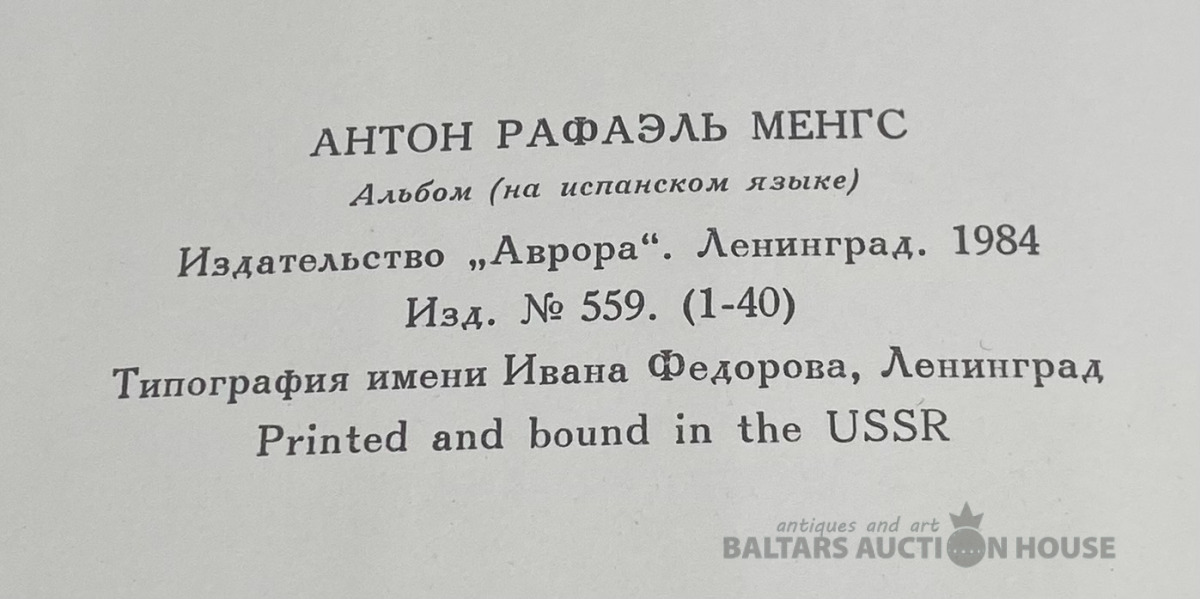 АНТОН РАФАЭЛЬ МЕНГС
Альбом (на испанском языке)
Издательство „Аврора“. Ленинград. 1984
Изд. № 559. (1-40)
Типография имени Ивана Федорова, Ленинград
Printed and bound in the USSR
antiques and art
BALTARS AUCTION HOUSE